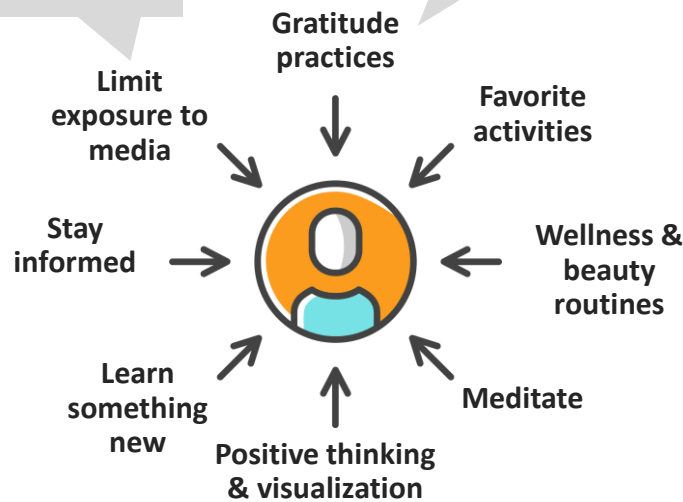 Gratitude
practices
Limit
exposure to
media
Favorite
activities
Stay
informed
Wellness &
beauty
routines
Learn
something
new
Meditate
Positive thinking
& visualization